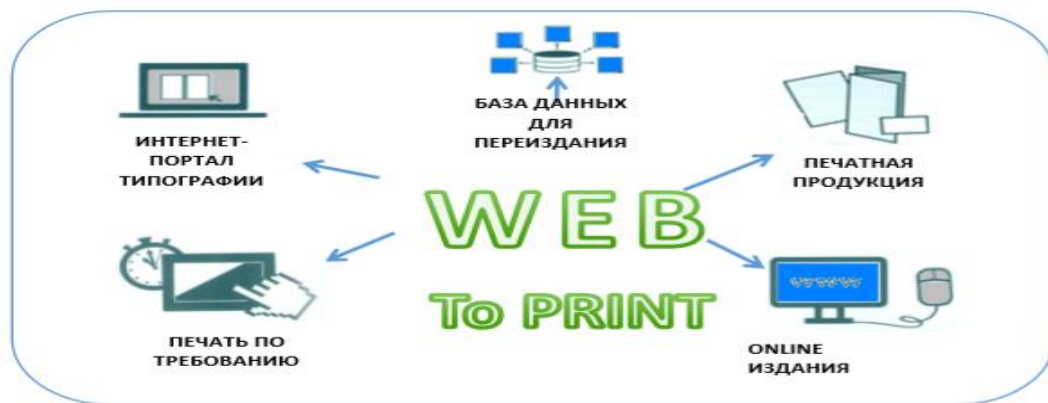 БАЗА ДАННЫХ
ДЛЯ
ПЕРЕИЗДАНИЯ
ИНТЕРНЕТ-
ПОРТАЛ
ТИПОГРАФИИ
ПЕЧАТНАЯ
ПРОДУКЦИЯ
WEB
To PRINT
ПЕЧАТЬ ПО
ТРЕБОВАНИЮ
ONLINE
ИЗДАНИЯ